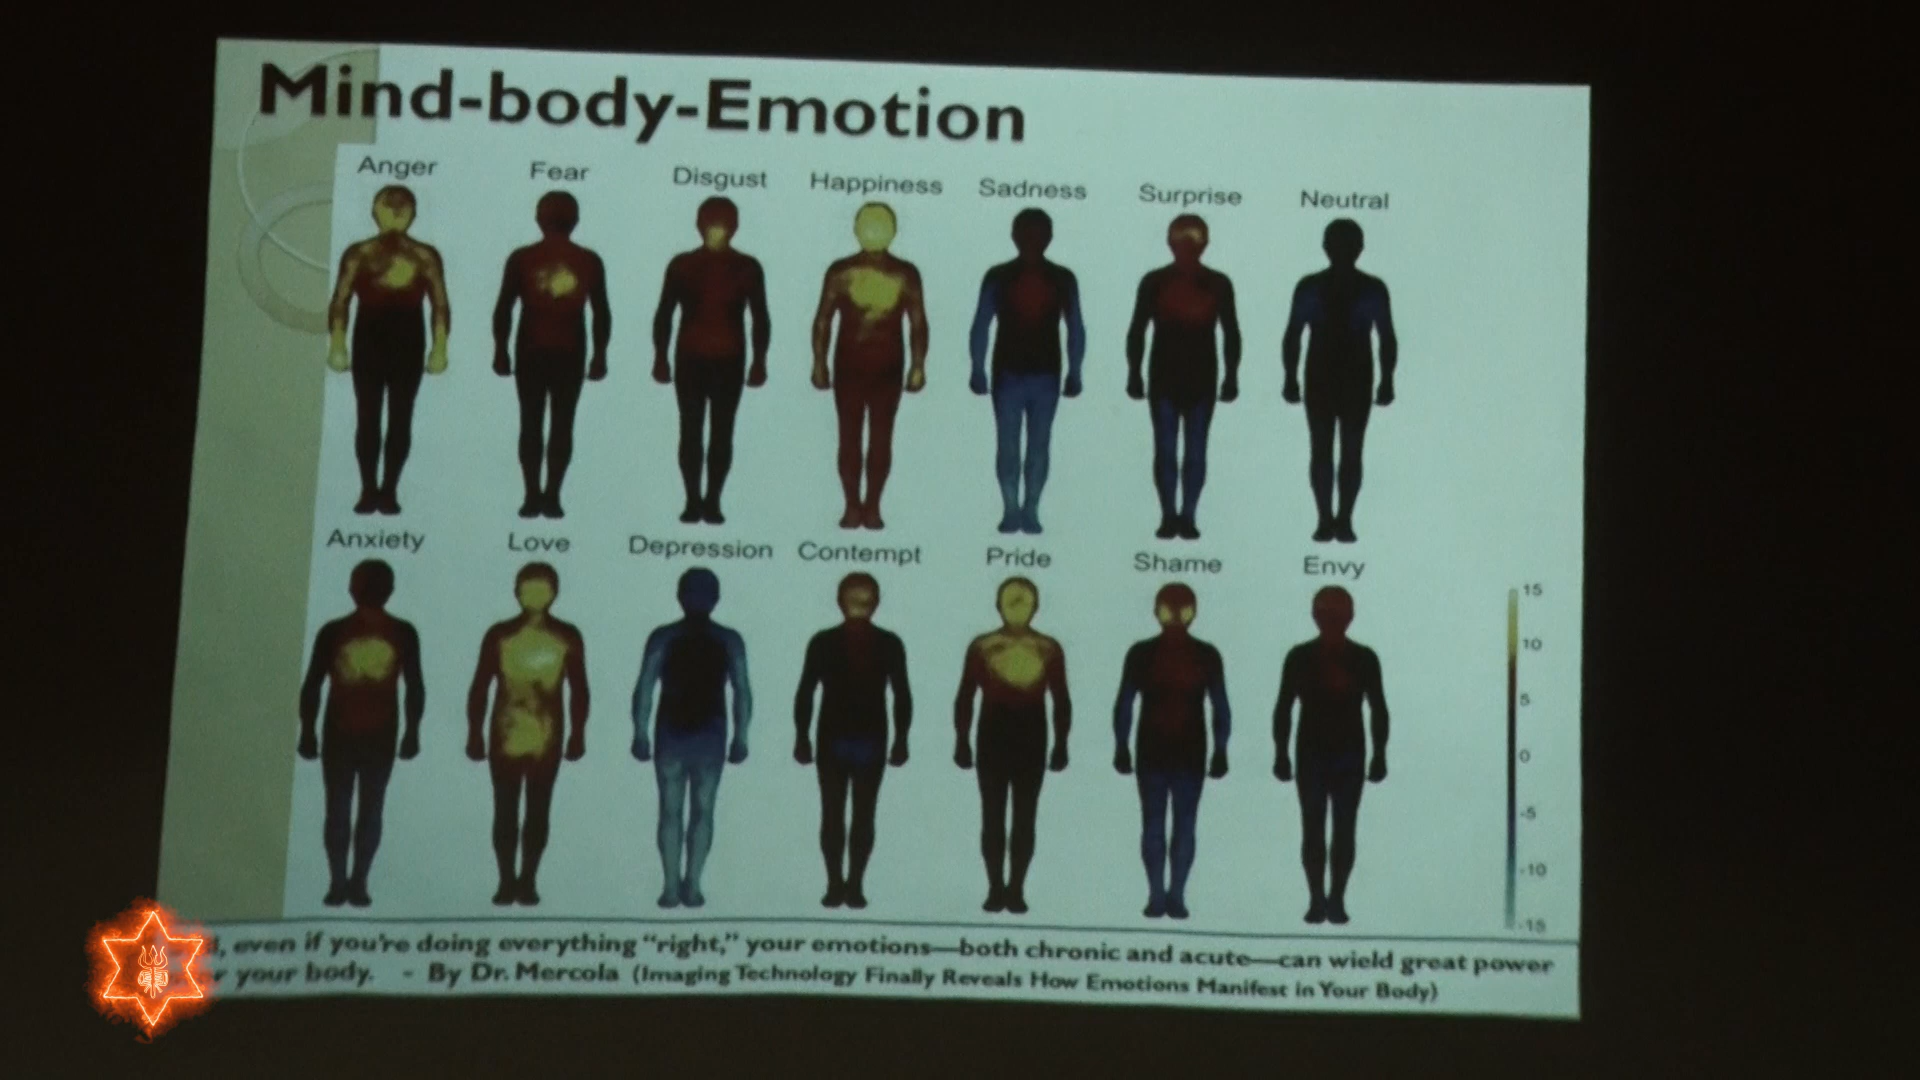 Mind-body-Emotion
Anger Fear Disgust Happiness Sadness Surprise Neutral
Anxiety Love Depression Contempt Pride Shame Envy
15
10
5
0
-5
-10
-15
, even if you're doing everything "right," your emotions—both chronic and acute—can wield great power
your body. - By Dr. Mercola (Imaging Technology Finally Reveals How Emotions Manifest in Your Body)